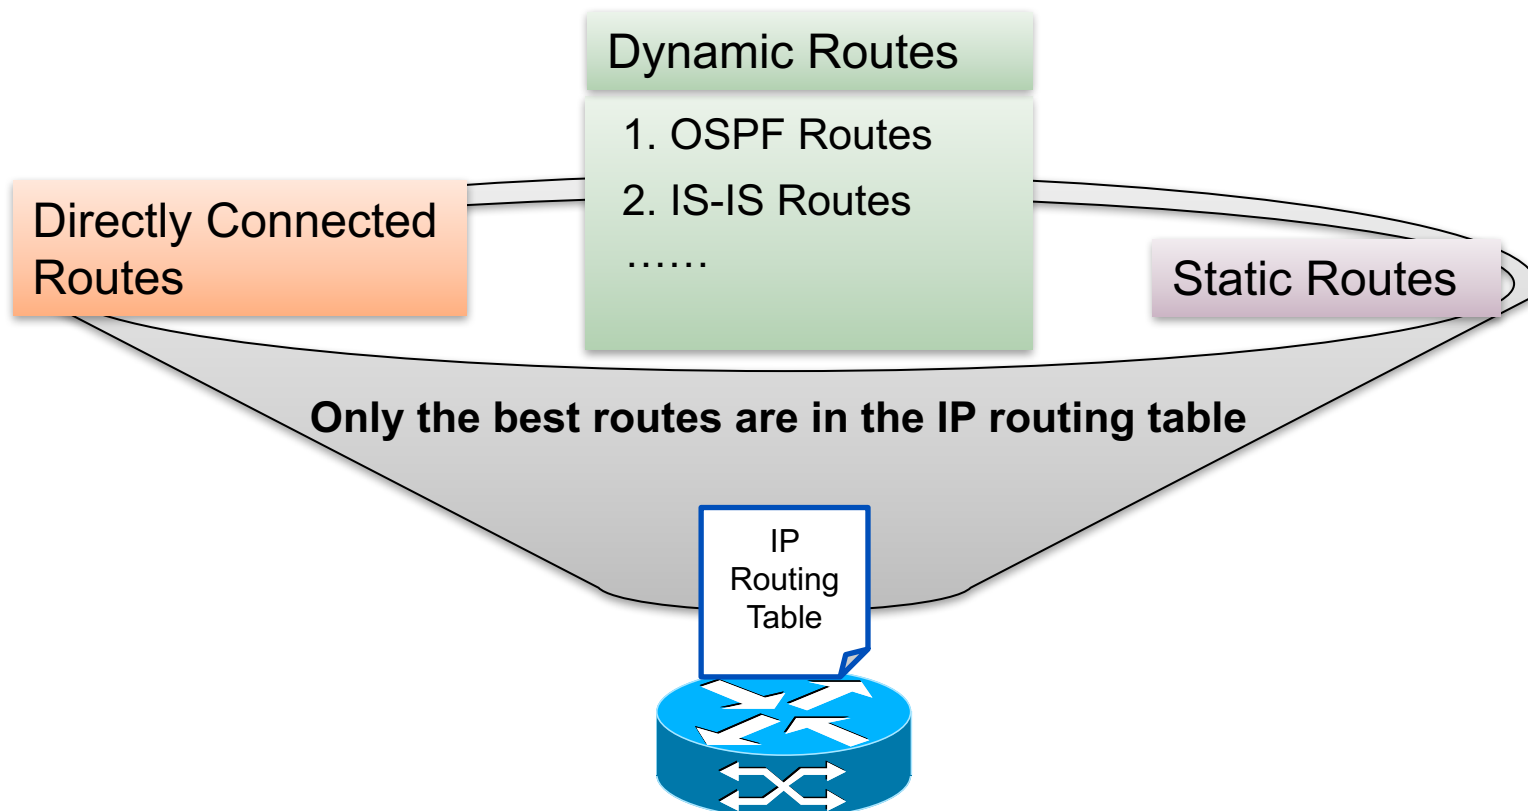 Dynamic Routes
1. OSPF Routes
2. IS-IS Routes
……
Directly Connected
Routes
Static Routes
Only the best routes are in the IP routing table
IP
Routing
Table